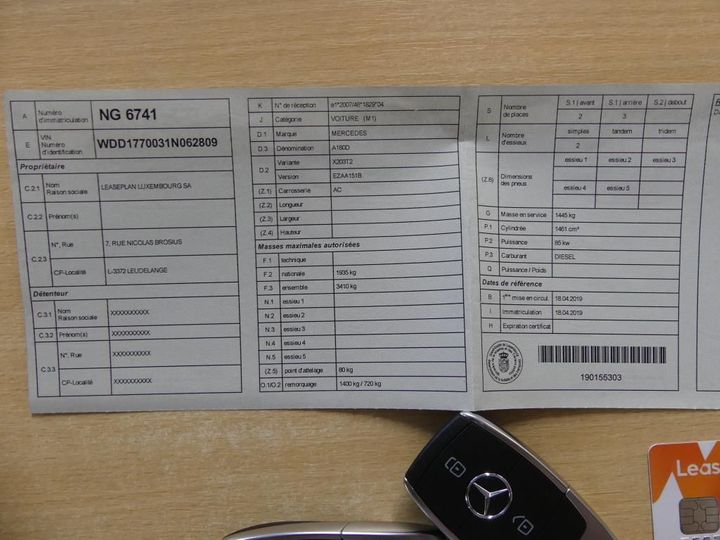 A Numéro d'immatriculation NG 6741
E VIN Numéro d'identification WDD1770031N062809
Propriétaire
C.2.1 Nom Raison sociale LEASEPLAN LUXEMBOURG SA
C.2.2 Prénom(s)
C.2.3 N°, Rue 7, RUE NICOLAS BROSIUS
CP-Localité L-3372 LEUDELANGE
Détenteur
C.3.1 Nom Raison sociale XXXXXXXXXX
C.3.2 Prénom(s) XXXXXXXXXX
C.3.3 N°, Rue XXXXXXXXXX
CP-Localité XXXXXXXXXX
K N° de réception e1*2007/46*1829*04
J Catégorie VOITURE (M1)
D.1 Marque MERCEDES
D.3 Dénomination A180D
D.2 Variante X203T2
Version EZAA151B
(Z.1) Carrosserie AC
(Z.2) Longueur
(Z.3) Largeur
(Z.4) Hauteur
Masses maximales autorisées
F.1 technique
F.2 nationale 1935 kg
F.3 ensemble 3410 kg
N.1 essieu 1
N.2 essieu 2
N.3 essieu 3
N.4 essieu 4
N.5 essieu 5
(Z.5) point d'attelage 80 kg
O.1/O.2 remorquage 1400 kg / 720 kg
S Nombre de places S.1 | avant S.1 | arrière S.2 | debout
2 3
L Nombre d'essieux simples tandem tridem
2
(Z.6) Dimensions des pneus essieu 1 essieu 2 essieu 3
essieu 4 essieu 5
G Masse en service 1445 kg
P.1 Cylindrée 1461 cm³
P.2 Puissance 85 kw
P.3 Carburant DIESEL
Q Puissance / Poids
Dates de référence
B 1ère mise en circul. 18.04.2019
I Immatriculation 18.04.2019
H Expiration certificat
190155303
Leas